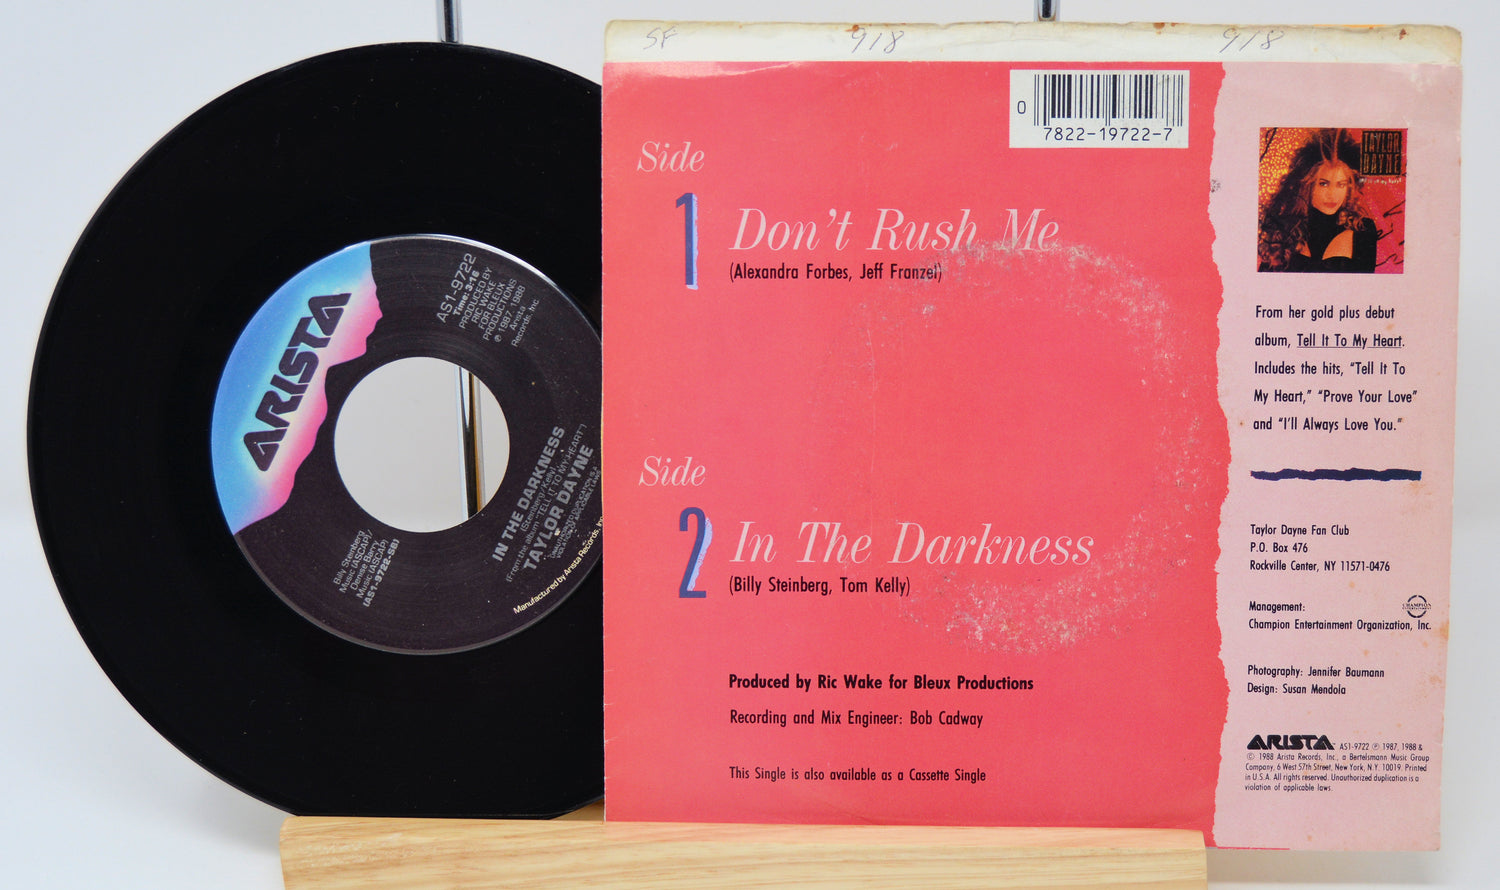 ARISTA
AS1-9722
Time: 3:18
PRODUCED BY
RIC WAKE
FOR BLEUX
PRODUCTIONS
℗ 1987, 1988
Arista
Records, Inc.
IN THE DARKNESS
(Steinberg/Kelly)
(From the album "TELL IT TO MY HEART")
TAYLOR DAYNE
Manufactured by Arista Records, Inc.
Billy Steinberg
Music (ASCAP)/
Denise Barry
Music (ASCAP)
(AS1-9722-SB)
SF 918 918
0 7822-19722-7
Side
1 Don't Rush Me
(Alexandra Forbes, Jeff Franzel)
Side
2 In The Darkness
(Billy Steinberg, Tom Kelly)
Produced by Ric Wake for Bleux Productions
Recording and Mix Engineer: Bob Cadway
This Single is also available as a Cassette Single
TAYLOR
DAYNE
From her gold plus debut
album, Tell It To My Heart.
Includes the hits, "Tell It To
My Heart," "Prove Your Love"
and "I'll Always Love You."
Taylor Dayne Fan Club
P.O. Box 476
Rockville Center, NY 11571-0476
CHAMPION
Management:
Champion Entertainment Organization, Inc.
Photography: Jennifer Baumann
Design: Susan Mendola
ARISTA AS1-9722 ℗ 1987, 1988 &
© 1988 Arista Records, Inc., a Bertelsmann Music Group
Company, 6 West 57th Street, New York, N.Y. 10019. Printed
in U.S.A. All rights reserved. Unauthorized duplication is a
violation of applicable laws.